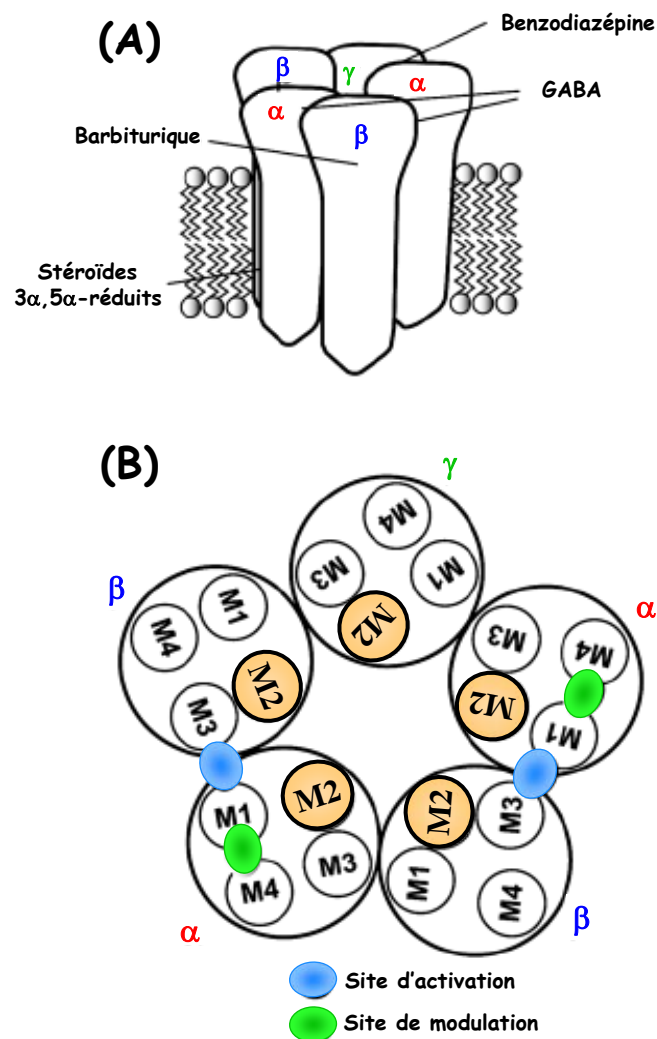 (A)
Benzodiazépine
β
γ
α
GABA
α
β
Barbiturique
Stéroïdes
3α,5α-réduits
(B)
γ
M4
M3
M1
M2
β
M1
M4
M2
M3
α
M3
M4
M2
M1
M1
M2
M3
M4
α
M2
M3
M1
M4
β
Site d'activation
Site de modulation